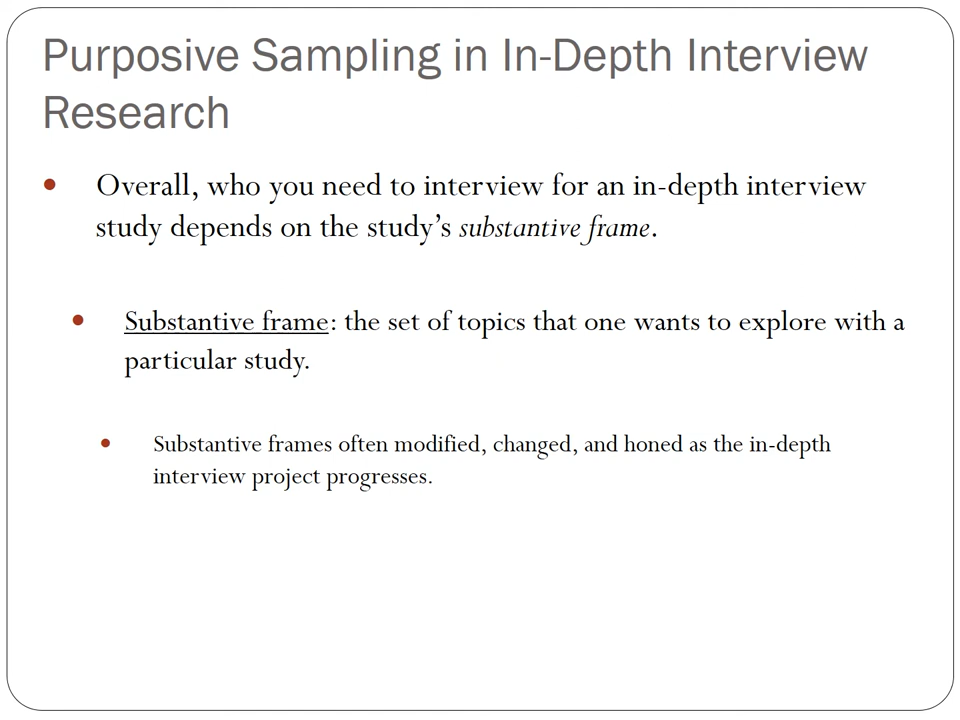 Purposive Sampling in In-Depth Interview
Research
• Overall, who you need to interview for an in-depth interview
study depends on the study’s substantive frame.
• Substantive frame: the set of topics that one wants to explore with a
particular study.
• Substantive frames often modified, changed, and honed as the in-depth
interview project progresses.